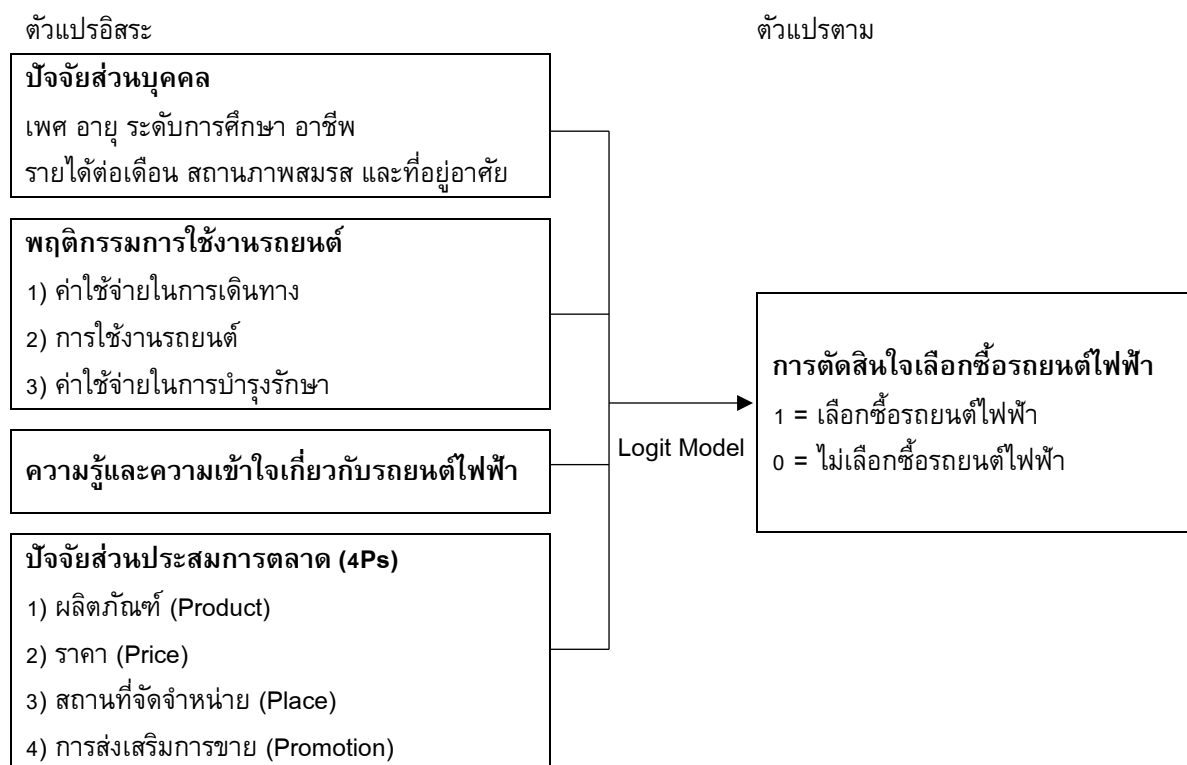 ตัวแปรอิสระ
ปัจจัยส่วนบุคคล
เพศ อายุ ระดับการศึกษา อาชีพ
รายได้ต่อเดือน สถานภาพสมรส และที่อยู่อาศัย
พฤติกรรมการใช้งานรถยนต์
1) ค่าใช้จ่ายในการเดินทาง
2) การใช้งานรถยนต์
3) ค่าใช้จ่ายในการบำรุงรักษา
ความรู้และความเข้าใจเกี่ยวกับรถยนต์ไฟฟ้า
ปัจจัยส่วนประสมการตลาด (4Ps)
1) ผลิตภัณฑ์ (Product)
2) ราคา (Price)
3) สถานที่จัดจำหน่าย (Place)
4) การส่งเสริมการขาย (Promotion)
Logit Model
ตัวแปรตาม
การตัดสินใจเลือกซื้อรถยนต์ไฟฟ้า
1 = เลือกซื้อรถยนต์ไฟฟ้า
0 = ไม่เลือกซื้อรถยนต์ไฟฟ้า